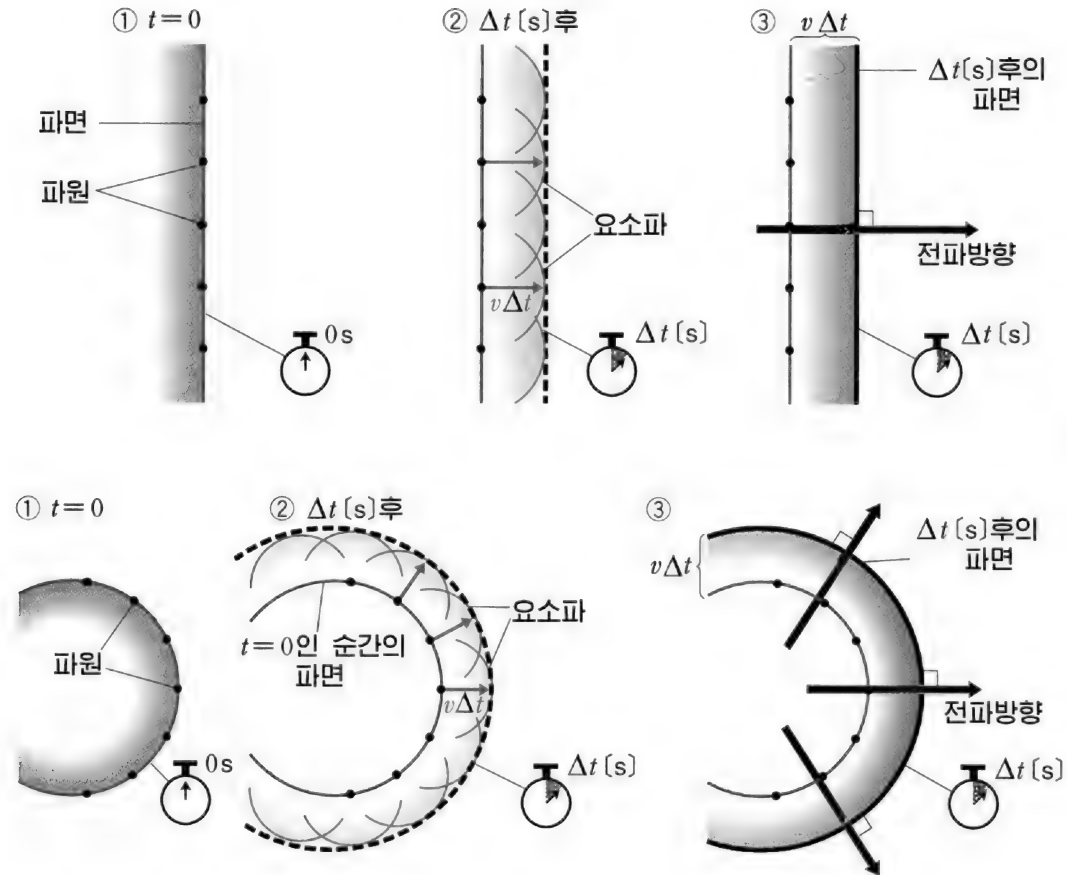 ① t=0
파면
파원
0s
② Δt〔s〕후
요소파
vΔt
Δt〔s〕
③ vΔt
Δt〔s〕후의
파면
전파방향
Δt〔s〕
① t=0
파원
0s
② Δt〔s〕후
요소파
t=0인 순간의
파면
vΔt
Δt〔s〕
③
Δt〔s〕후의
파면
vΔt
전파방향
Δt〔s〕